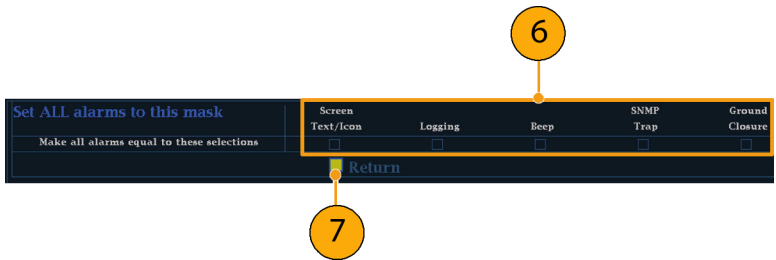 6
Set ALL alarms to this mask
Screen Text/Icon
Logging
Beep
SNMP Trap
Ground Closure
Make all alarms equal to these selections
Return
7